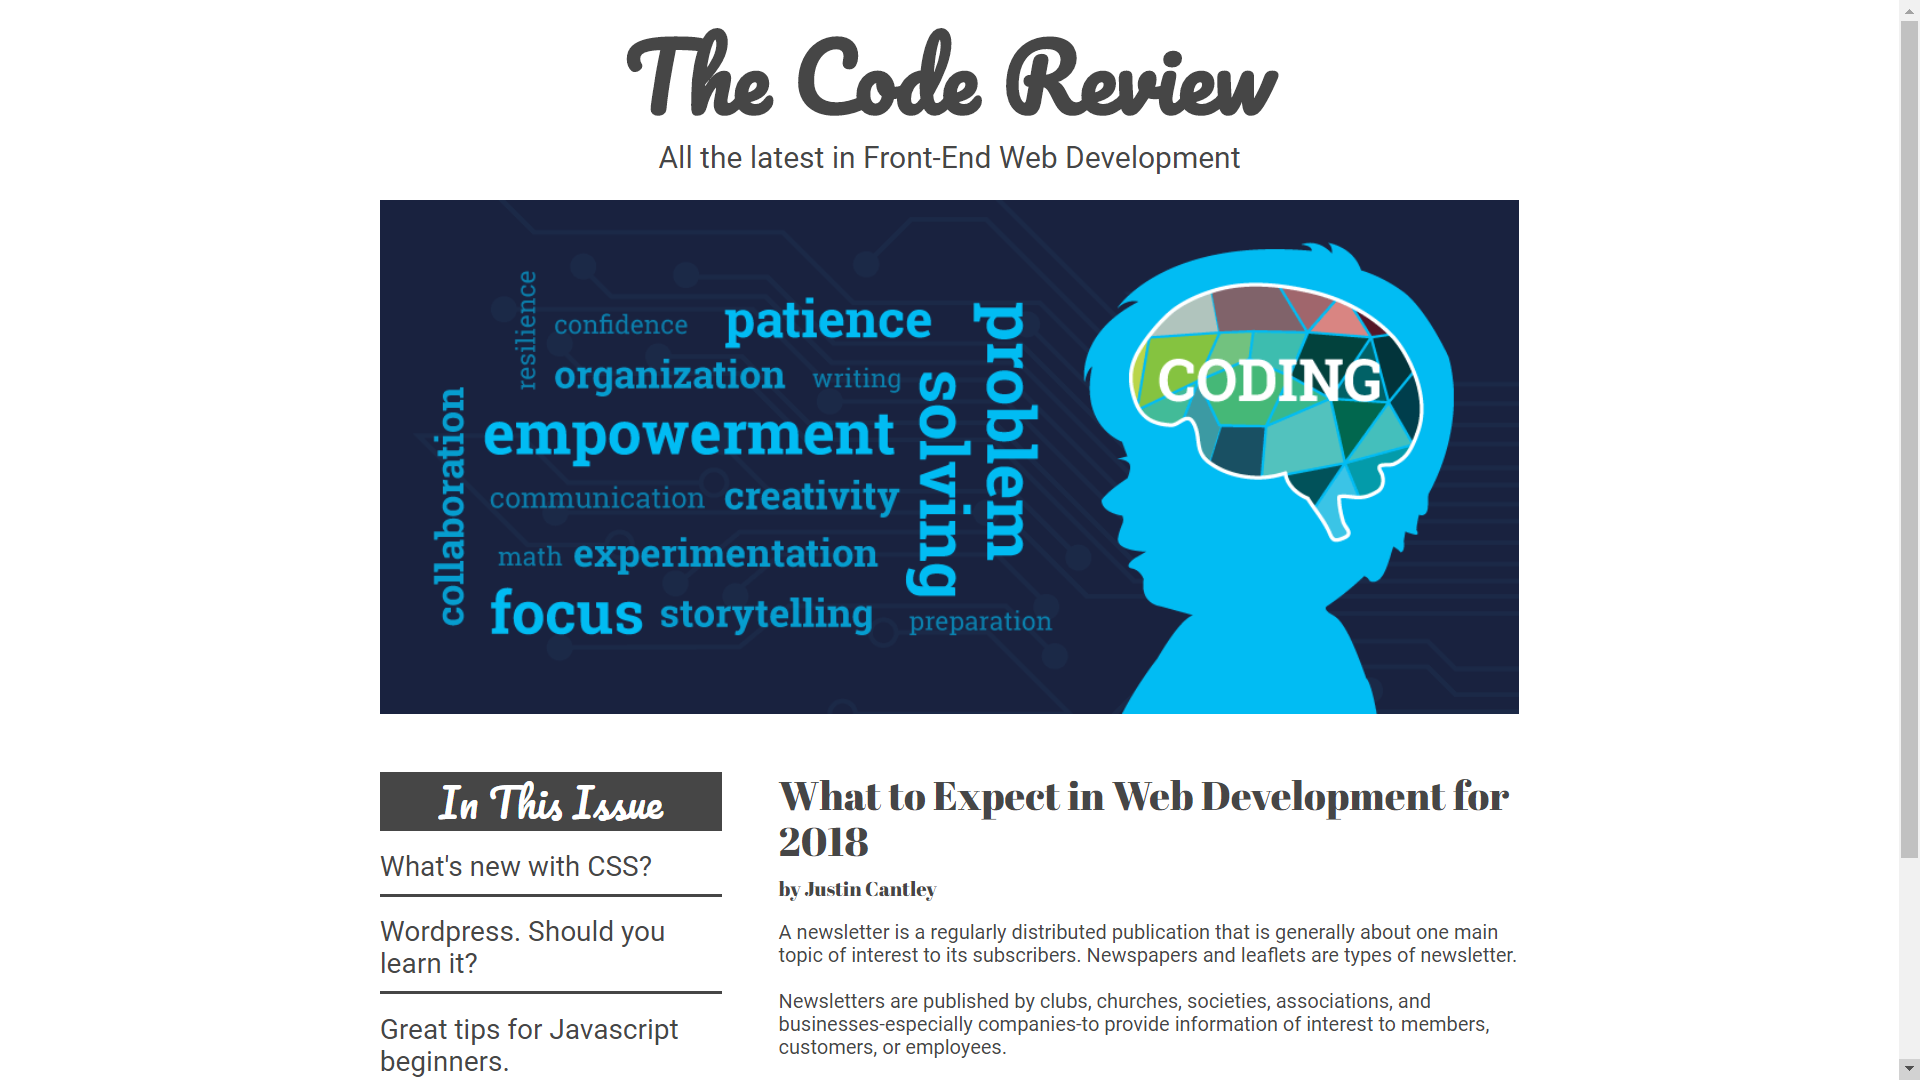 The Code Review
All the latest in Front-End Web Development
resilience
confidence
patience
problem
organization
writing
solving
collaboration
empowerment
communication
creativity
math
experimentation
focus
storytelling
preparation
CODING
In This Issue
What's new with CSS?
Wordpress. Should you
learn it?
Great tips for Javascript
beginners.
What to Expect in Web Development for
2018
by Justin Cantley
A newsletter is a regularly distributed publication that is generally about one main
topic of interest to its subscribers. Newspapers and leaflets are types of newsletter.
Newsletters are published by clubs, churches, societies, associations, and
businesses-especially companies-to provide information of interest to members,
customers, or employees.